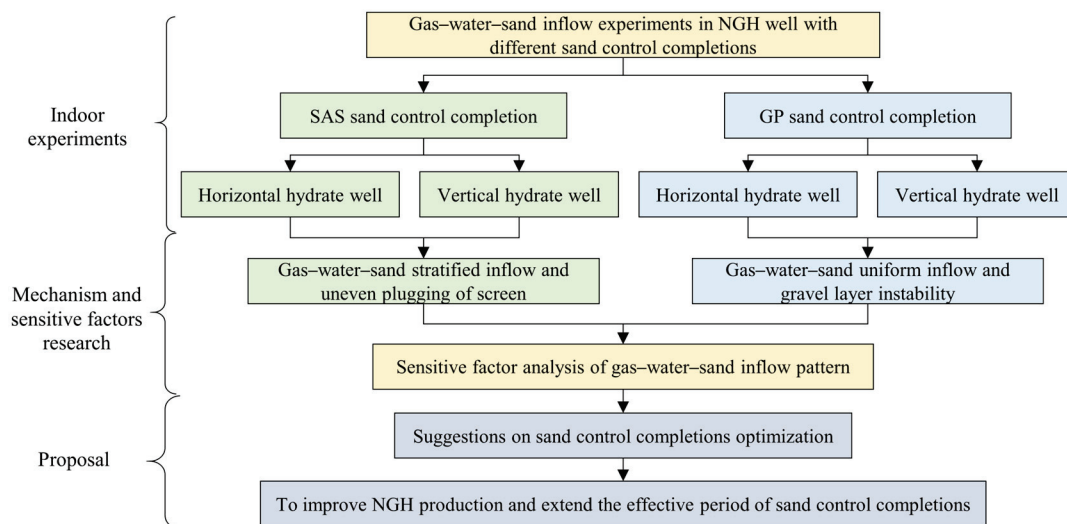 Gas–water–sand inflow experiments in NGH well with
different sand control completions
Indoor
experiments
SAS sand control completion
GP sand control completion
Horizontal hydrate well
Vertical hydrate well
Horizontal hydrate well
Vertical hydrate well
Mechanism and
sensitive factors
research
Gas–water–sand stratified inflow and
uneven plugging of screen
Gas–water–sand uniform inflow and
gravel layer instability
Sensitive factor analysis of gas–water–sand inflow pattern
Proposal
Suggestions on sand control completions optimization
To improve NGH production and extend the effective period of sand control completions